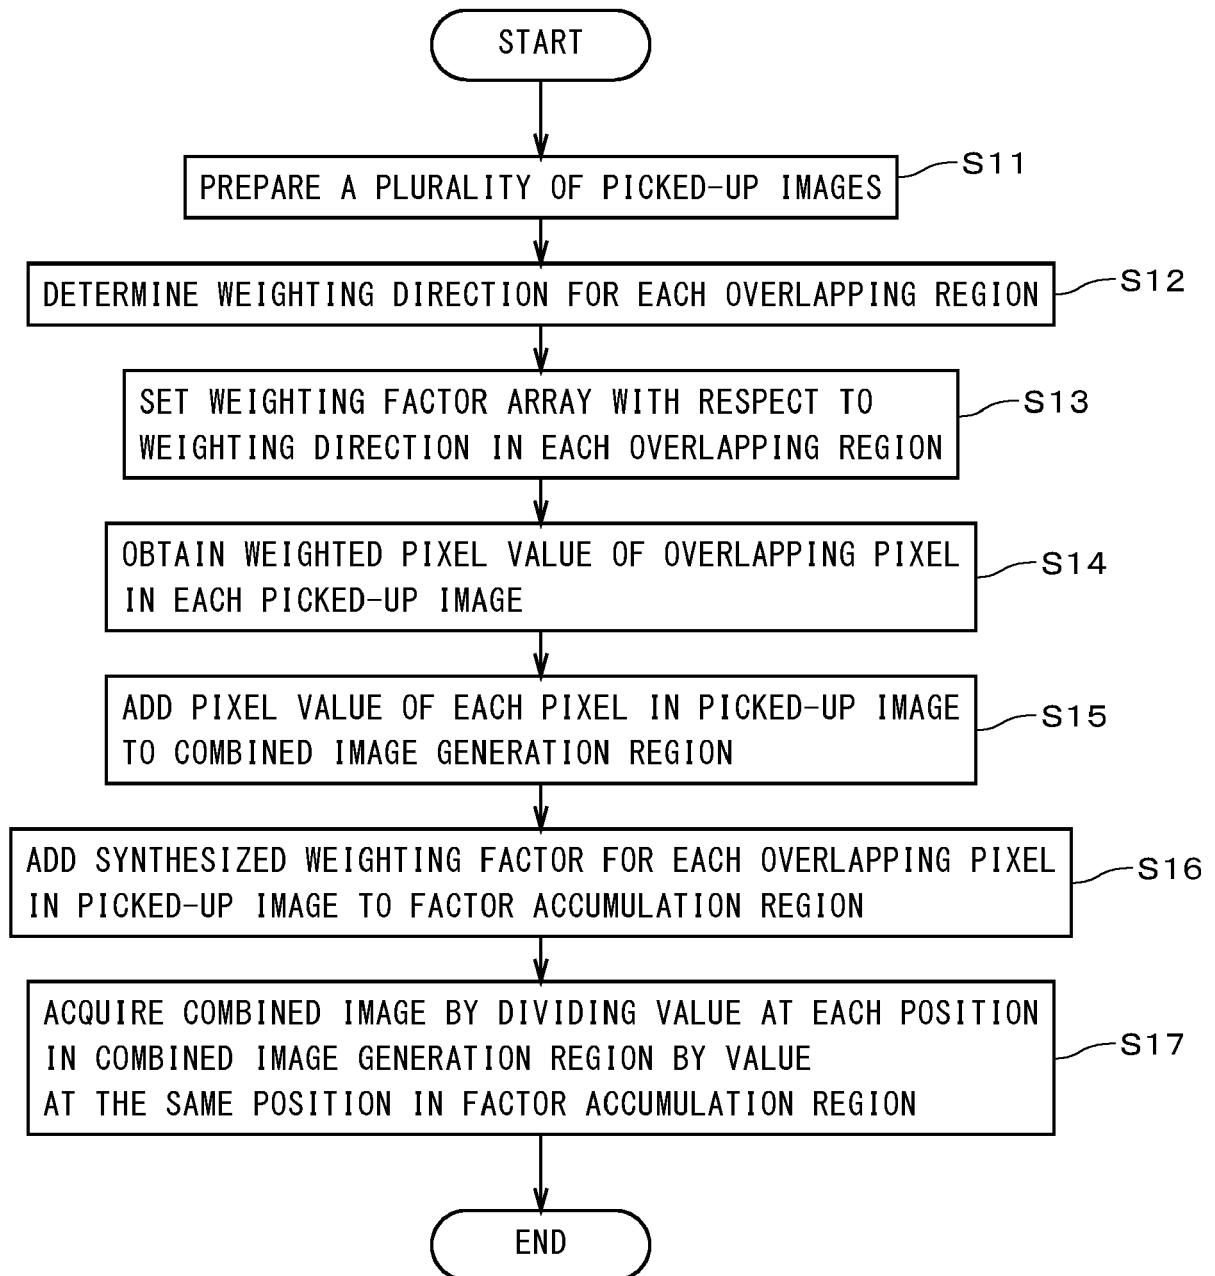 START
PREPARE A PLURALITY OF PICKED-UP IMAGES
S11
DETERMINE WEIGHTING DIRECTION FOR EACH OVERLAPPING REGION
S12
SET WEIGHTING FACTOR ARRAY WITH RESPECT TO
WEIGHTING DIRECTION IN EACH OVERLAPPING REGION
S13
OBTAIN WEIGHTED PIXEL VALUE OF OVERLAPPING PIXEL
IN EACH PICKED-UP IMAGE
S14
ADD PIXEL VALUE OF EACH PIXEL IN PICKED-UP IMAGE
TO COMBINED IMAGE GENERATION REGION
S15
ADD SYNTHESIZED WEIGHTING FACTOR FOR EACH OVERLAPPING PIXEL
IN PICKED-UP IMAGE TO FACTOR ACCUMULATION REGION
S16
ACQUIRE COMBINED IMAGE BY DIVIDING VALUE AT EACH POSITION
IN COMBINED IMAGE GENERATION REGION BY VALUE
AT THE SAME POSITION IN FACTOR ACCUMULATION REGION
S17
END